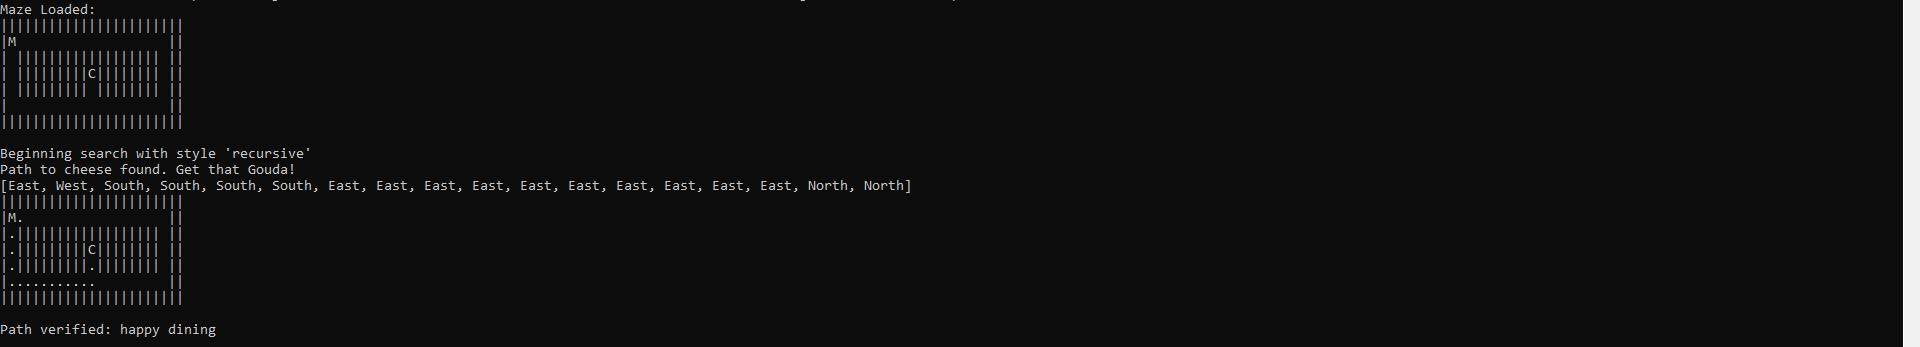 Maze Loaded:
|||||||||||||||||||||||
|M                   ||
| |||||||||||||||||| ||
| |||||||||C|||||||| ||
| ||||||||| |||||||| ||
|                    ||
|||||||||||||||||||||||
Beginning search with style 'recursive'
Path to cheese found. Get that Gouda!
[East, West, South, South, South, South, East, East, East, East, East, East, East, East, East, East, North, North]
|||||||||||||||||||||||
|M.                  ||
|.|||||||||||||||||| ||
|.|||||||||C|||||||| ||
|.|||||||||.|||||||| ||
|...........         ||
|||||||||||||||||||||||
Path verified: happy dining